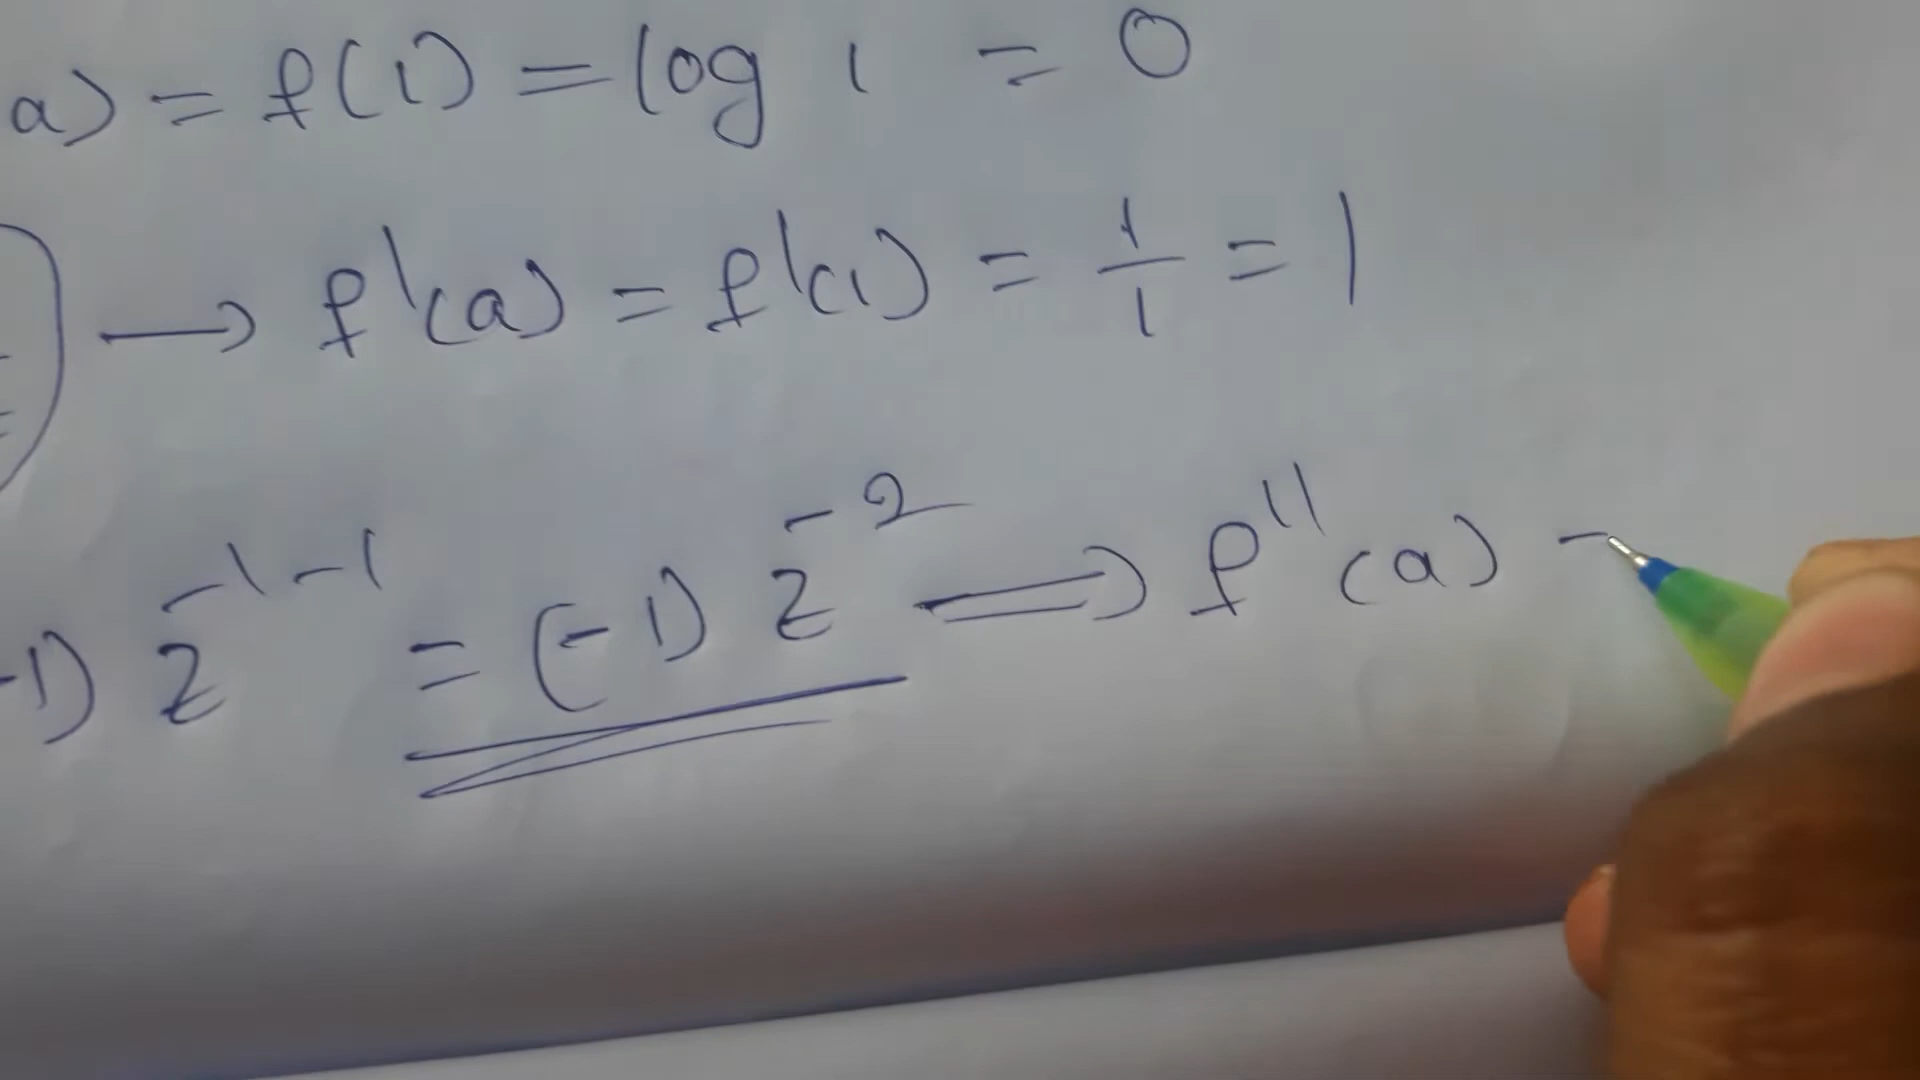 a) = f(1) = log 1 = 0
→ f'(a) = f'(1) = 1/1 = 1
-1) z^{-1-1} = (-1) z^{-2} ⟹ f''(a) -